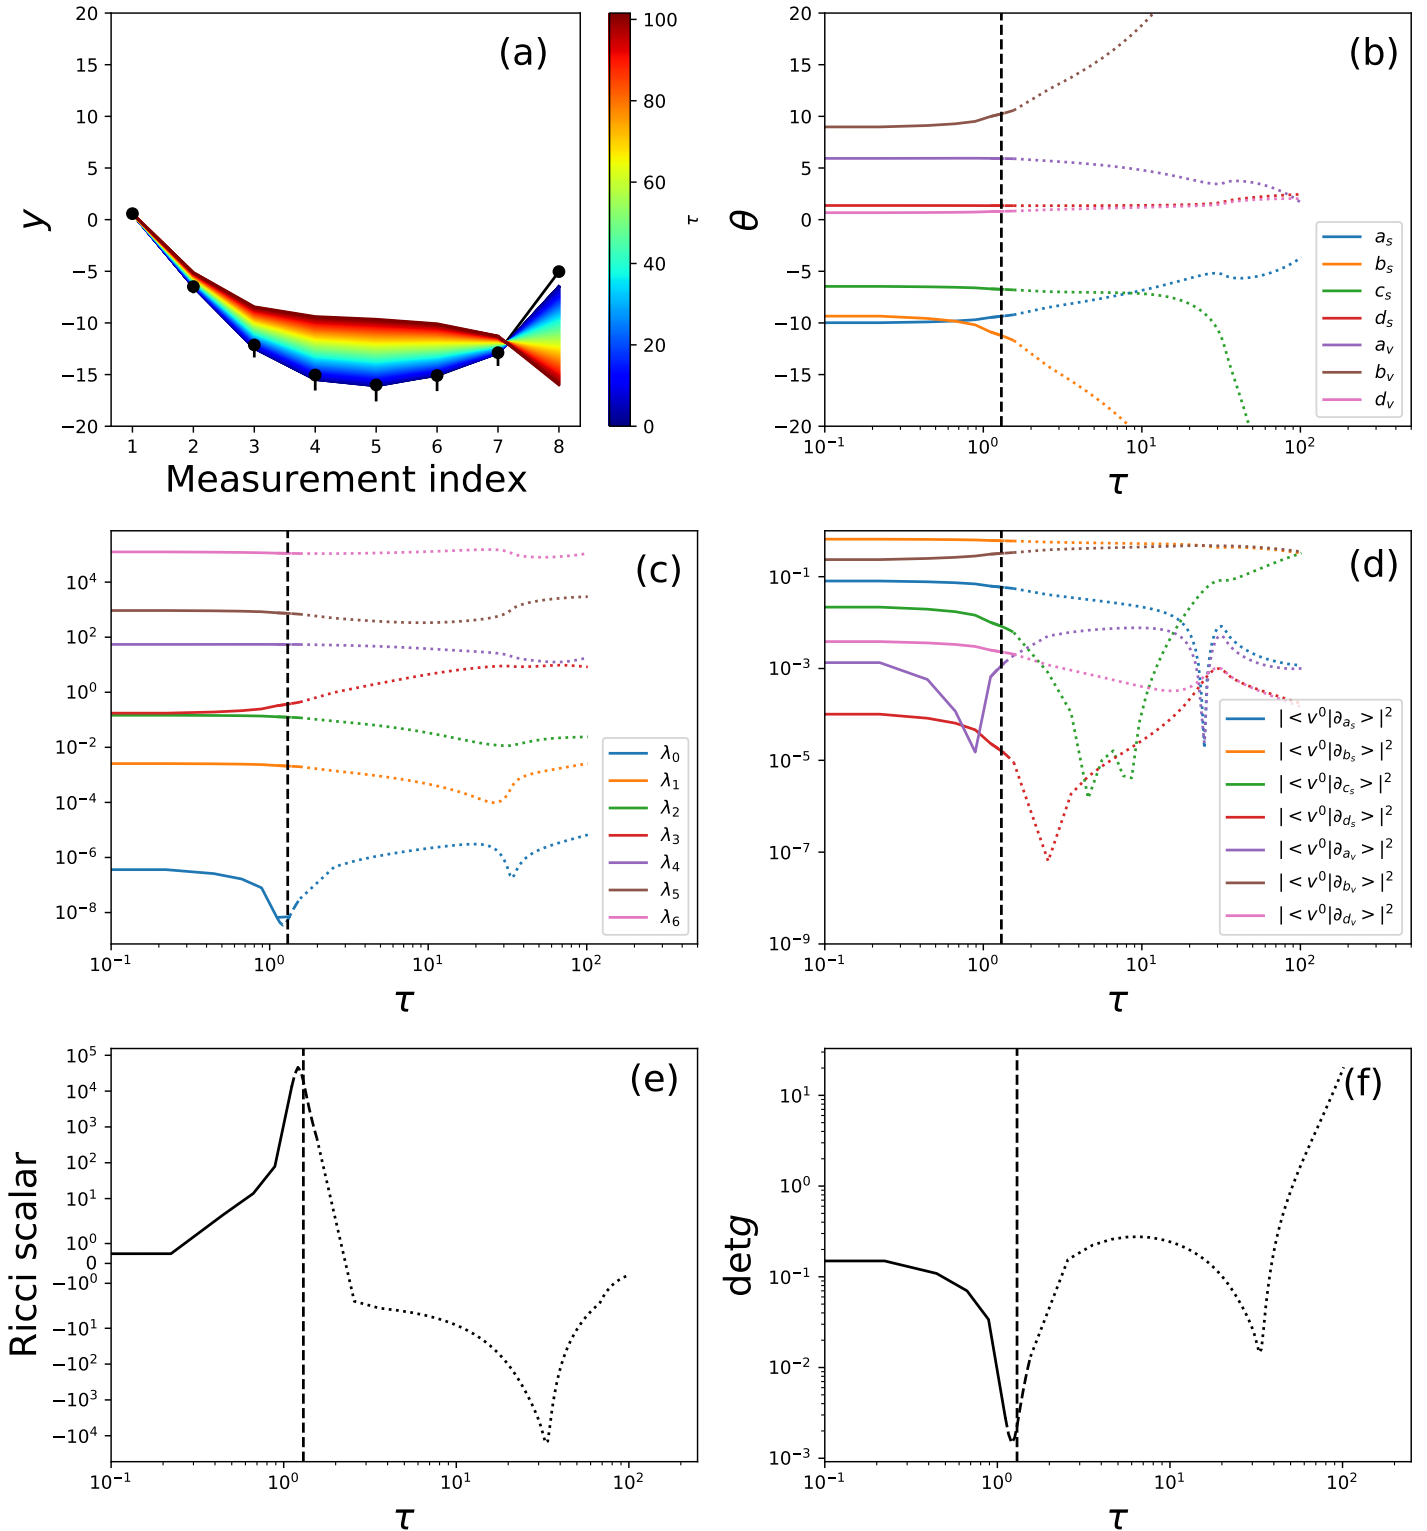 (a)
y
20
15
10
5
0
−5
−10
−15
−20
1 2 3 4 5 6 7 8
Measurement index
100
80
60
40
20
0
τ
(b)
θ
20
15
10
5
0
−5
−10
−15
−20
10⁻¹ 10⁰ 10¹ 10²
τ
a_s
b_s
c_s
d_s
a_v
b_v
d_v
(c)
10⁴
10²
10⁰
10⁻²
10⁻⁴
10⁻⁶
10⁻⁸
10⁻¹ 10⁰ 10¹ 10²
τ
λ₀
λ₁
λ₂
λ₃
λ₄
λ₅
λ₆
(d)
10⁻¹
10⁻³
10⁻⁵
10⁻⁷
10⁻⁹
10⁻¹ 10⁰ 10¹ 10²
τ
|<v⁰|∂_{a_s}>|²
|<v⁰|∂_{b_s}>|²
|<v⁰|∂_{c_s}>|²
|<v⁰|∂_{d_s}>|²
|<v⁰|∂_{a_v}>|²
|<v⁰|∂_{b_v}>|²
|<v⁰|∂_{d_v}>|²
(e)
Ricci scalar
10⁵
10⁴
10³
10²
10¹
10⁰
0
−10⁰
−10¹
−10²
−10³
−10⁴
10⁻¹ 10⁰ 10¹ 10²
τ
(f)
detg
10¹
10⁰
10⁻¹
10⁻²
10⁻³
10⁻¹ 10⁰ 10¹ 10²
τ